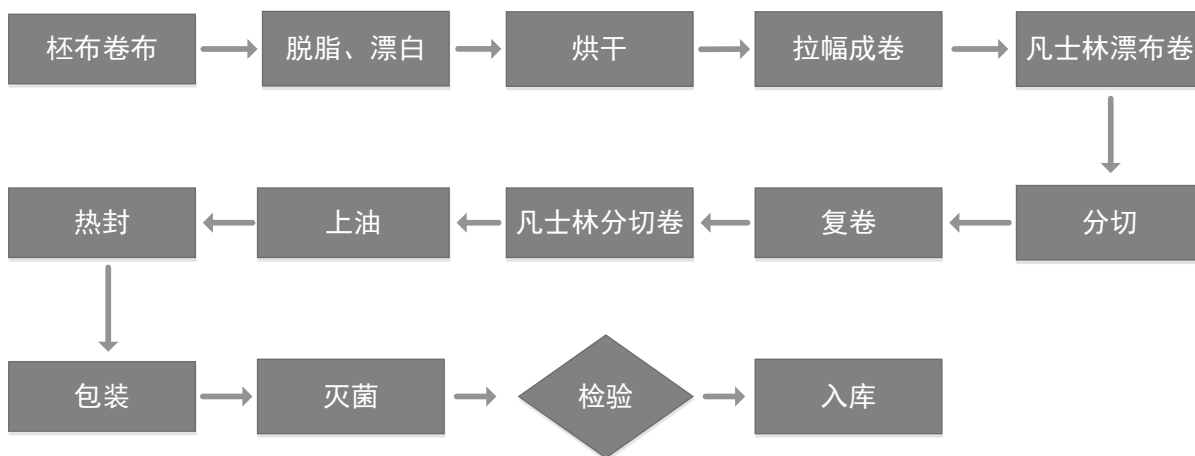 柸布卷布
脱脂、漂白
烘干
拉幅成卷
凡士林漂布卷
分切
复卷
凡士林分切卷
上油
热封
包装
灭菌
检验
入库